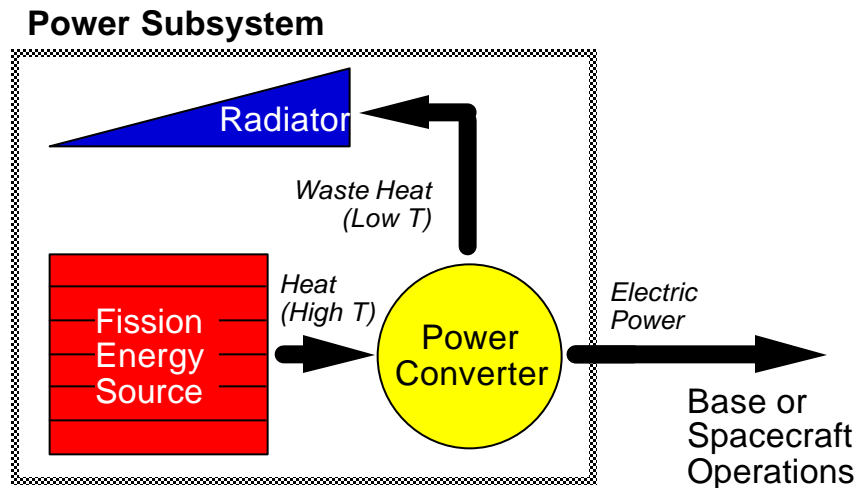 Power Subsystem
Radiator
Waste Heat
(Low T)
Heat
(High T)
Fission
Energy
Source
Power
Converter
Electric
Power
Base or
Spacecraft
Operations